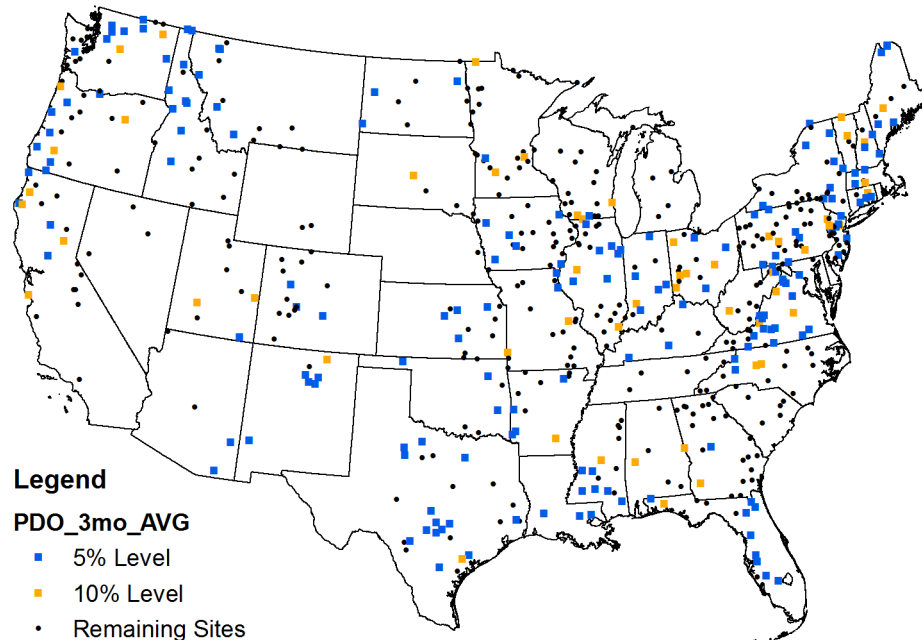 Legend
PDO_3mo_AVG
5% Level
10% Level
Remaining Sites